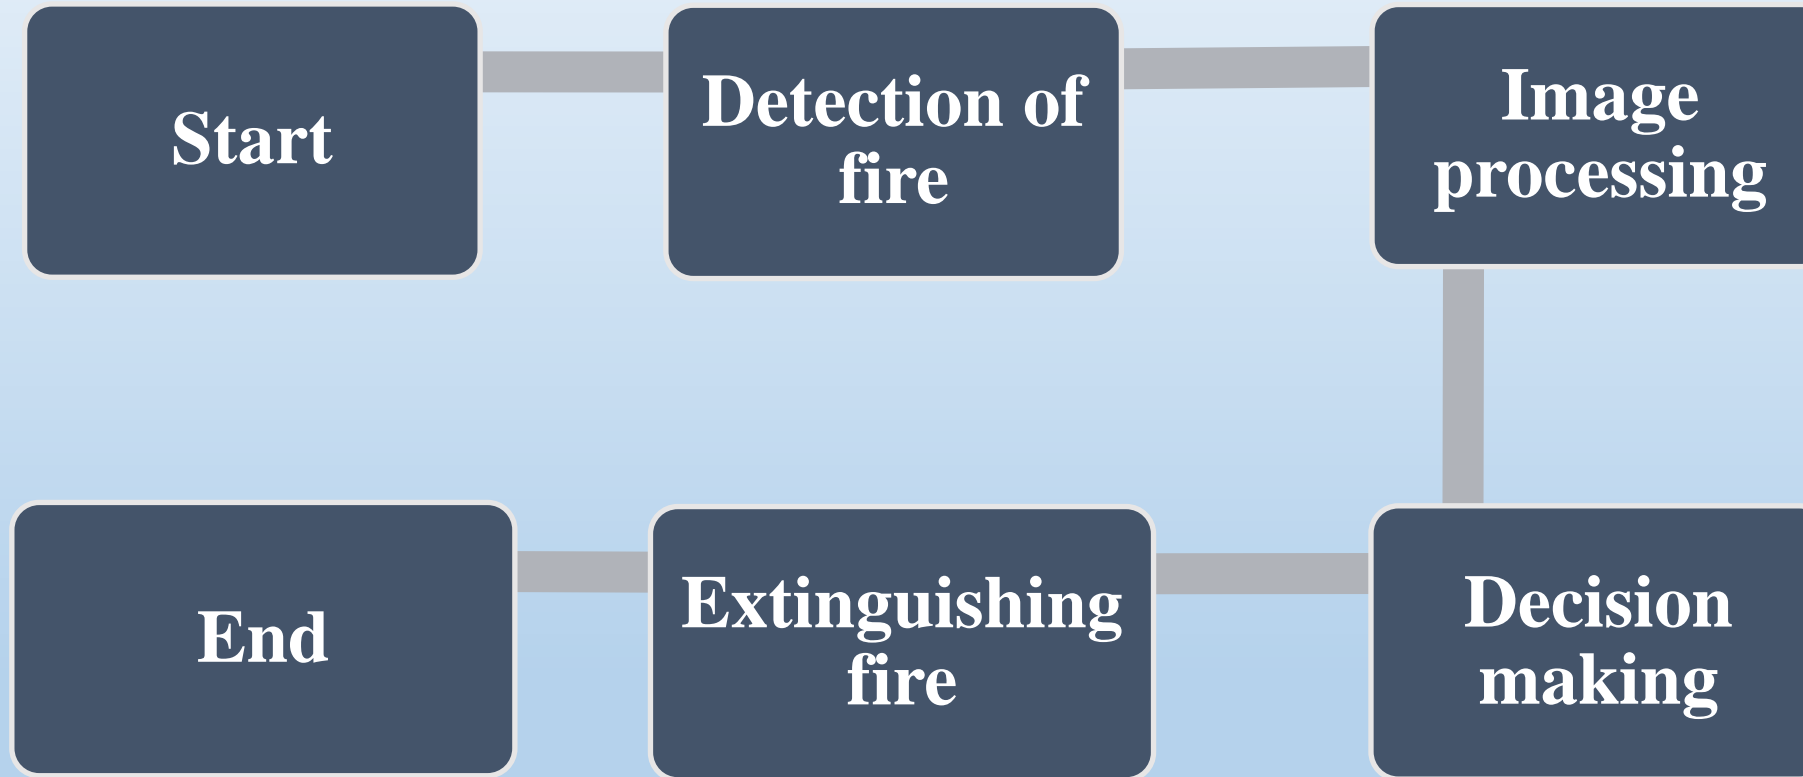 Start
Detection of
fire
Image
processing
Decision
making
Extinguishing
fire
End